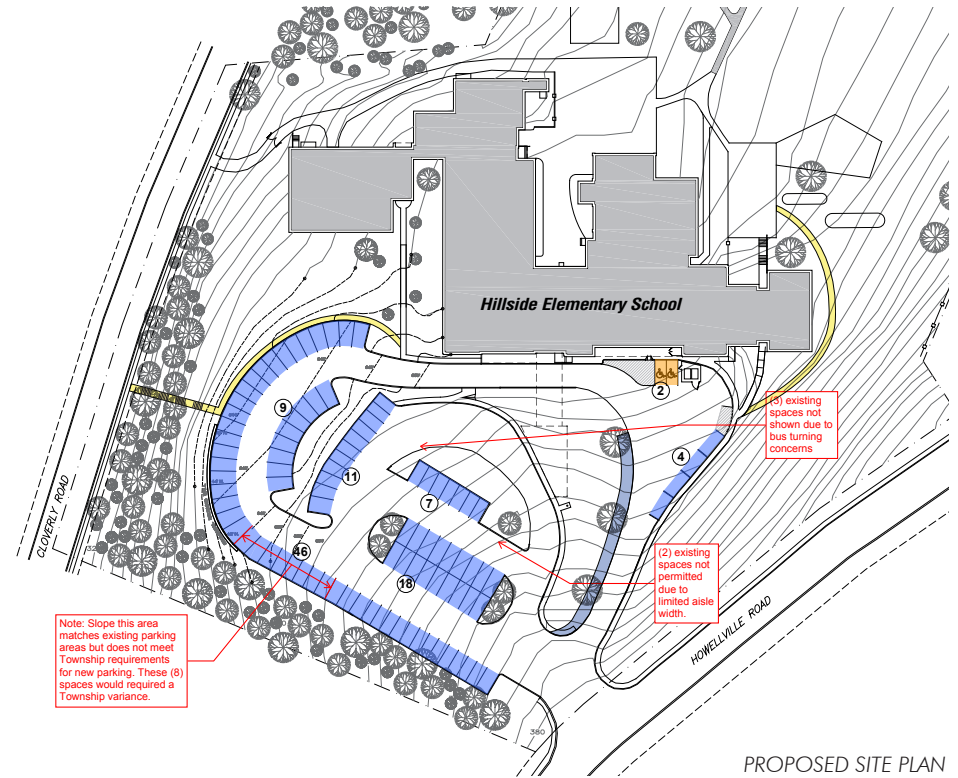 Hillside Elementary School
2
(3) existing
spaces not
shown due to
bus turning
concerns
9
4
11
7
CLOVERLY ROAD
46
18
(2) existing
spaces not
permitted
due to
limited aisle
width.
HOWELLVILLE ROAD
Note: Slope this area
matches existing parking
areas but does not meet
Township requirements
for new parking. These (8)
spaces would required a
Township variance.
380
PROPOSED SITE PLAN